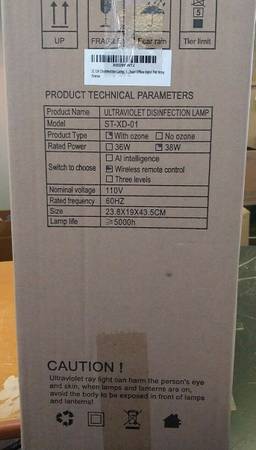 UP
FRAGILE
Fear rain
5
Tier limit
PRODUCT TECHNICAL PARAMETERS
Product Name ULTRAVIOLET DISINFECTION LAMP
Model ST-XD-01
Product Type With ozone No ozone
Rated Power 36W 38W
Switch to choose AI intelligence
Wireless remote control
Three levels
Nominal voltage 110V
Rated frequency 60HZ
Size 23.8X19X43.5CM
Lamp life ≥5000h
CAUTION!
Ultraviolet ray light can harm the person's eye
and skin, when lamps and lanterns are on,
avoid the body to be exposed in front of lamps
and lanterns!